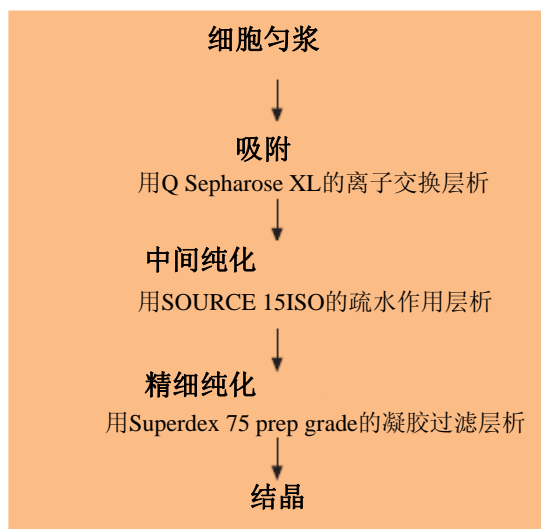 细胞匀浆
吸附
用Q Sepharose XL的离子交换层析
中间纯化
用SOURCE 15ISO的疏水作用层析
精细纯化
用Superdex 75 prep grade的凝胶过滤层析
结晶